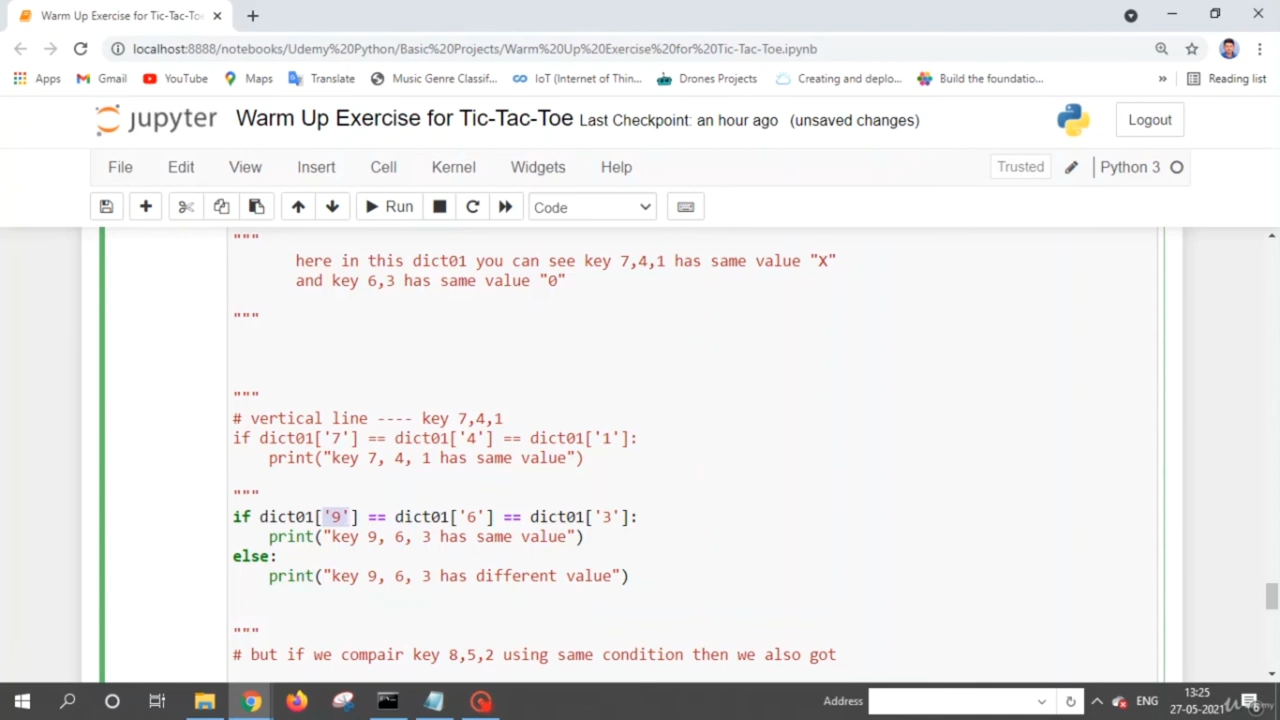 Warm Up Exercise for Tic-Tac-To
localhost:8888/notebooks/Udemy%20Python/Basic%20Projects/Warm%20Up%20Exercise%20for%20Tic-Tac-Toe.ipynb
Apps Gmail YouTube Maps Translate Music Genre Classif... IoT (Internet of Thin... Drones Projects Creating and deplo... Build the foundatio... » Reading list
jupyter Warm Up Exercise for Tic-Tac-Toe Last Checkpoint: an hour ago (unsaved changes) Logout
File Edit View Insert Cell Kernel Widgets Help Trusted Python 3
Run Code
"""
here in this dict01 you can see key 7,4,1 has same value "X"
and key 6,3 has same value "0"
"""
"""
# vertical line ---- key 7,4,1
if dict01['7'] == dict01['4'] == dict01['1']:
print("key 7, 4, 1 has same value")
"""
if dict01['9'] == dict01['6'] == dict01['3']:
print("key 9, 6, 3 has same value")
else:
print("key 9, 6, 3 has different value")
"""
# but if we compair key 8,5,2 using same condition then we also got
Address ENG 13:25
27-05-2021